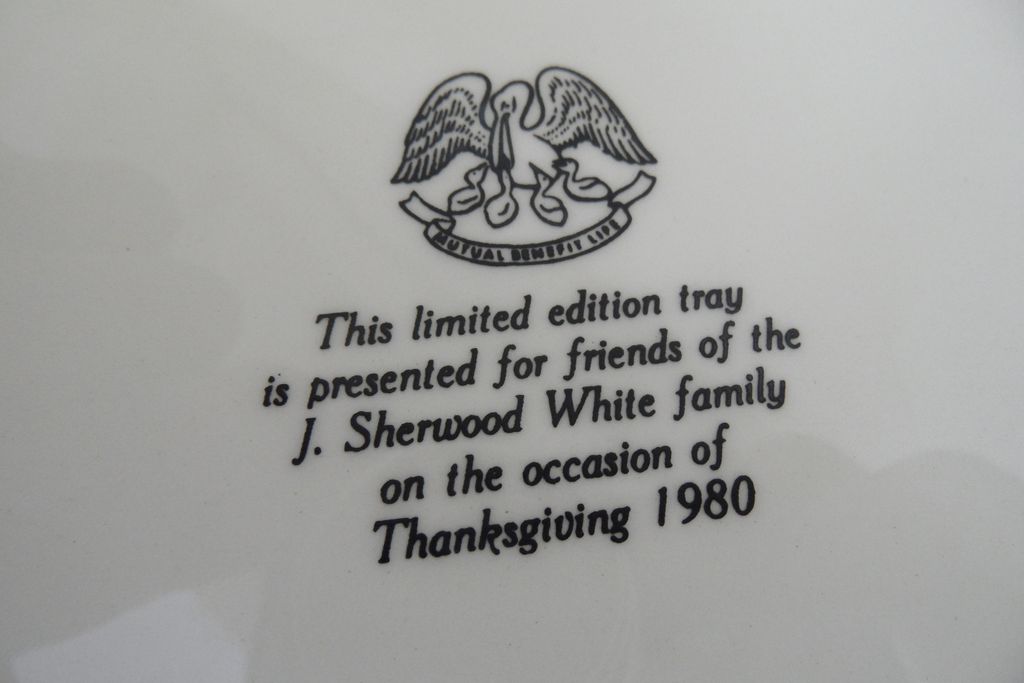 MUTUAL BENEFIT LIFE
This limited edition tray
is presented for friends of the
J. Sherwood White family
on the occasion of
Thanksgiving 1980